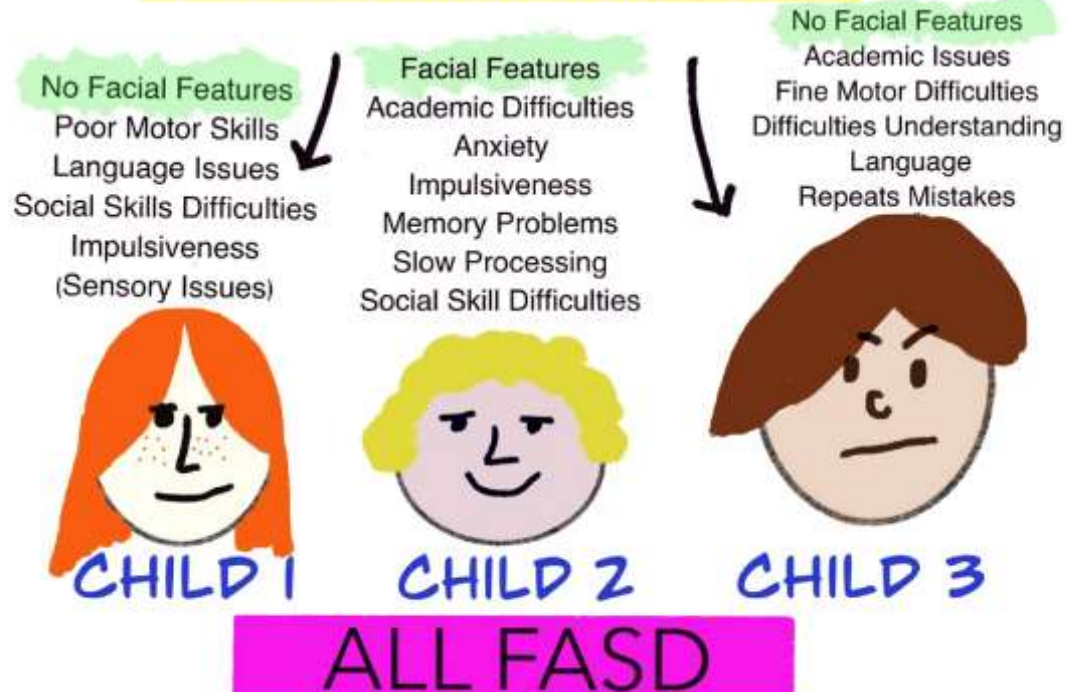 No Facial Features
Poor Motor Skills
Language Issues
Social Skills Difficulties
Impulsiveness
(Sensory Issues)
Facial Features
Academic Difficulties
Anxiety
Impulsiveness
Memory Problems
Slow Processing
Social Skill Difficulties
No Facial Features
Academic Issues
Fine Motor Difficulties
Difficulties Understanding
Language
Repeats Mistakes
CHILD 1
CHILD 2
CHILD 3
ALL FASD